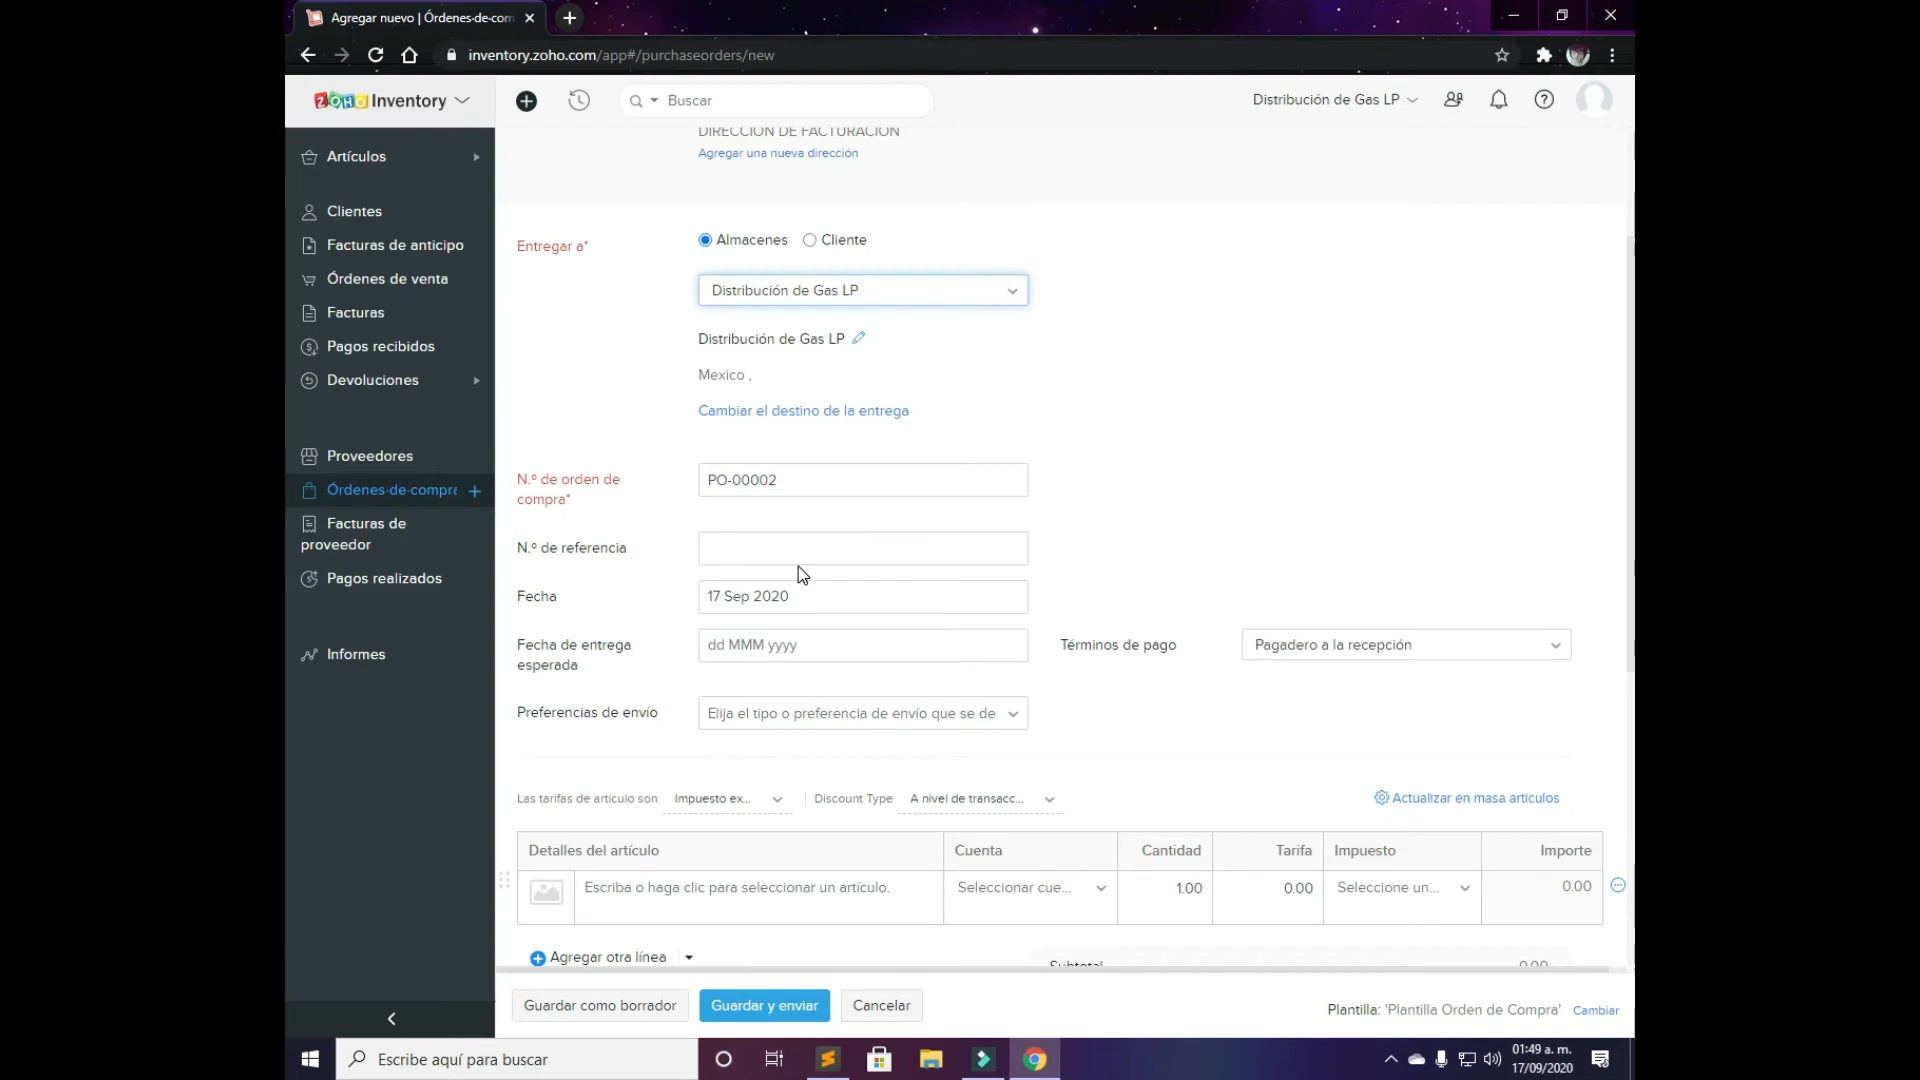 Agregar nuevo | Órdenes-de-com
inventory.zoho.com/app#/purchaseorders/new
ZOHO Inventory
Buscar
Distribución de Gas LP
Artículos
Clientes
Facturas de anticipo
Órdenes de venta
Facturas
Pagos recibidos
Devoluciones
Proveedores
Órdenes-de-compra
Facturas de
proveedor
Pagos realizados
Informes
DIRECCIÓN DE FACTURACIÓN
Agregar una nueva dirección
Entregar a*
Almacenes Cliente
Distribución de Gas LP
Distribución de Gas LP
Mexico ,
Cambiar el destino de la entrega
N.º de orden de
compra*
PO-00002
N.º de referencia
Fecha
17 Sep 2020
Fecha de entrega
esperada
dd MMM yyyy
Términos de pago
Pagadero a la recepción
Preferencias de envío
Elija el tipo o preferencia de envío que se de
Las tarifas de artículo son Impuesto ex... Discount Type A nivel de transacc...
Actualizar en masa artículos
Detalles del artículo Cuenta Cantidad Tarifa Impuesto Importe
Escriba o haga clic para seleccionar un artículo. Seleccionar cue... 1.00 0.00 Seleccione un... 0.00
Agregar otra línea
Subtotal 0.00
Guardar como borrador Guardar y enviar Cancelar
Plantilla: 'Plantilla Orden de Compra' Cambiar
Escribe aquí para buscar
01:49 a. m.
17/09/2020